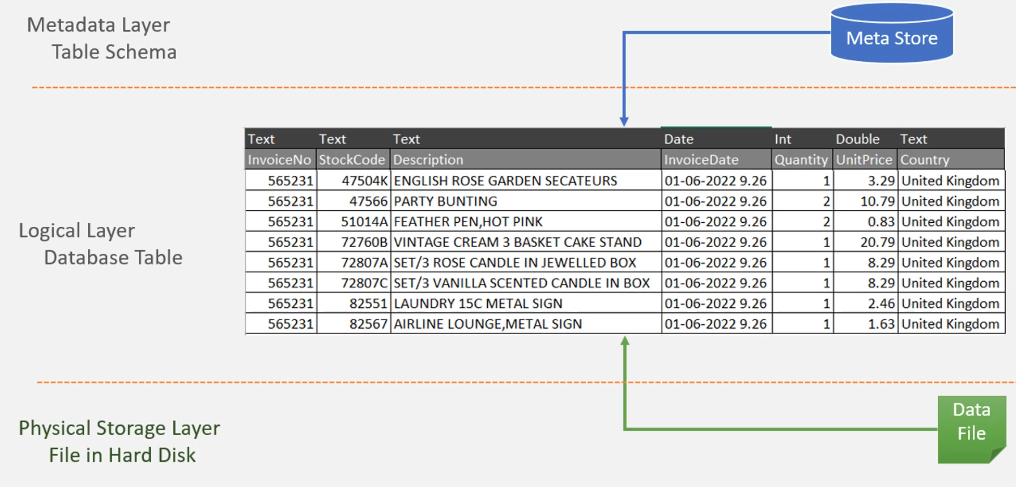 Metadata Layer
Table Schema
Meta Store
Text Text Text Date Int Double Text
InvoiceNo StockCode Description InvoiceDate Quantity UnitPrice Country
565231 47504K ENGLISH ROSE GARDEN SECATEURS 01-06-2022 9.26 1 3.29 United Kingdom
565231 47566 PARTY BUNTING 01-06-2022 9.26 2 10.79 United Kingdom
565231 51014A FEATHER PEN,HOT PINK 01-06-2022 9.26 2 0.83 United Kingdom
565231 72760B VINTAGE CREAM 3 BASKET CAKE STAND 01-06-2022 9.26 1 20.79 United Kingdom
565231 72807A SET/3 ROSE CANDLE IN JEWELLED BOX 01-06-2022 9.26 1 8.29 United Kingdom
565231 72807C SET/3 VANILLA SCENTED CANDLE IN BOX 01-06-2022 9.26 1 8.29 United Kingdom
565231 82551 LAUNDRY 15C METAL SIGN 01-06-2022 9.26 1 2.46 United Kingdom
565231 82567 AIRLINE LOUNGE,METAL SIGN 01-06-2022 9.26 1 1.63 United Kingdom
Logical Layer
Database Table
Physical Storage Layer
File in Hard Disk
Data
File